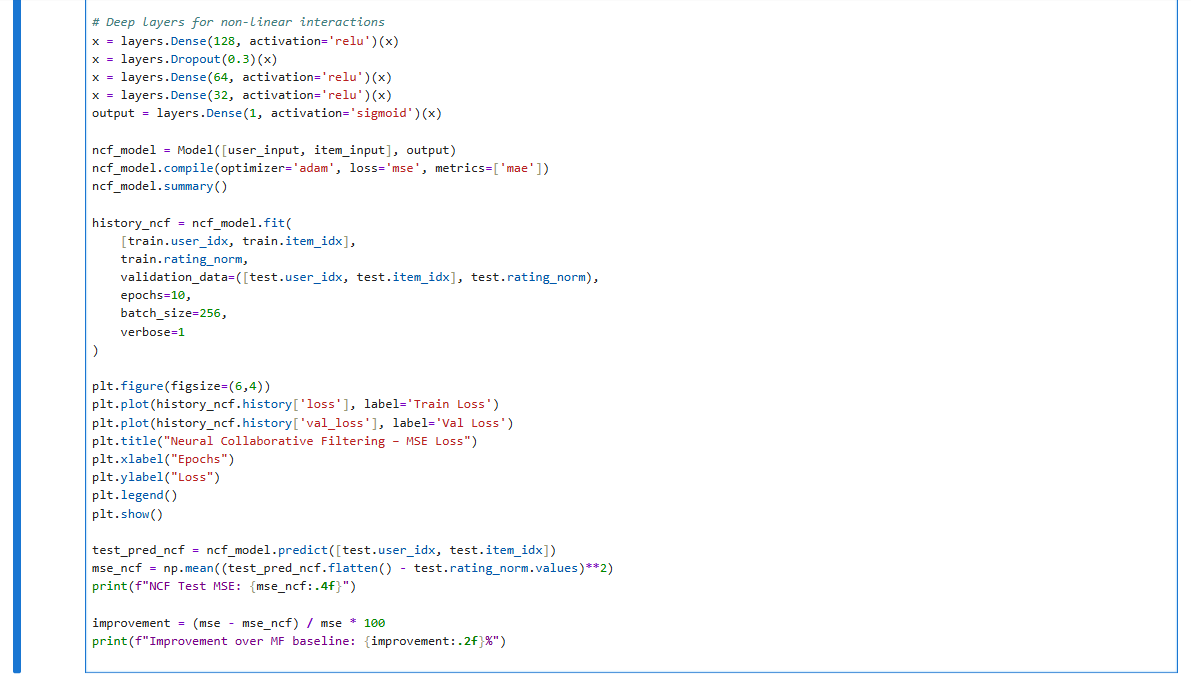 # Deep layers for non-linear interactions
x = layers.Dense(128, activation='relu')(x)
x = layers.Dropout(0.3)(x)
x = layers.Dense(64, activation='relu')(x)
x = layers.Dense(32, activation='relu')(x)
output = layers.Dense(1, activation='sigmoid')(x)

ncf_model = Model([user_input, item_input], output)
ncf_model.compile(optimizer='adam', loss='mse', metrics=['mae'])
ncf_model.summary()

history_ncf = ncf_model.fit(
    [train.user_idx, train.item_idx],
    train.rating_norm,
    validation_data=([test.user_idx, test.item_idx], test.rating_norm),
    epochs=10,
    batch_size=256,
    verbose=1
)

plt.figure(figsize=(6,4))
plt.plot(history_ncf.history['loss'], label='Train Loss')
plt.plot(history_ncf.history['val_loss'], label='Val Loss')
plt.title("Neural Collaborative Filtering – MSE Loss")
plt.xlabel("Epochs")
plt.ylabel("Loss")
plt.legend()
plt.show()

test_pred_ncf = ncf_model.predict([test.user_idx, test.item_idx])
mse_ncf = np.mean((test_pred_ncf.flatten() - test.rating_norm.values)**2)
print(f"NCF Test MSE: {mse_ncf:.4f}")

improvement = (mse - mse_ncf) / mse * 100
print(f"Improvement over MF baseline: {improvement:.2f}%")